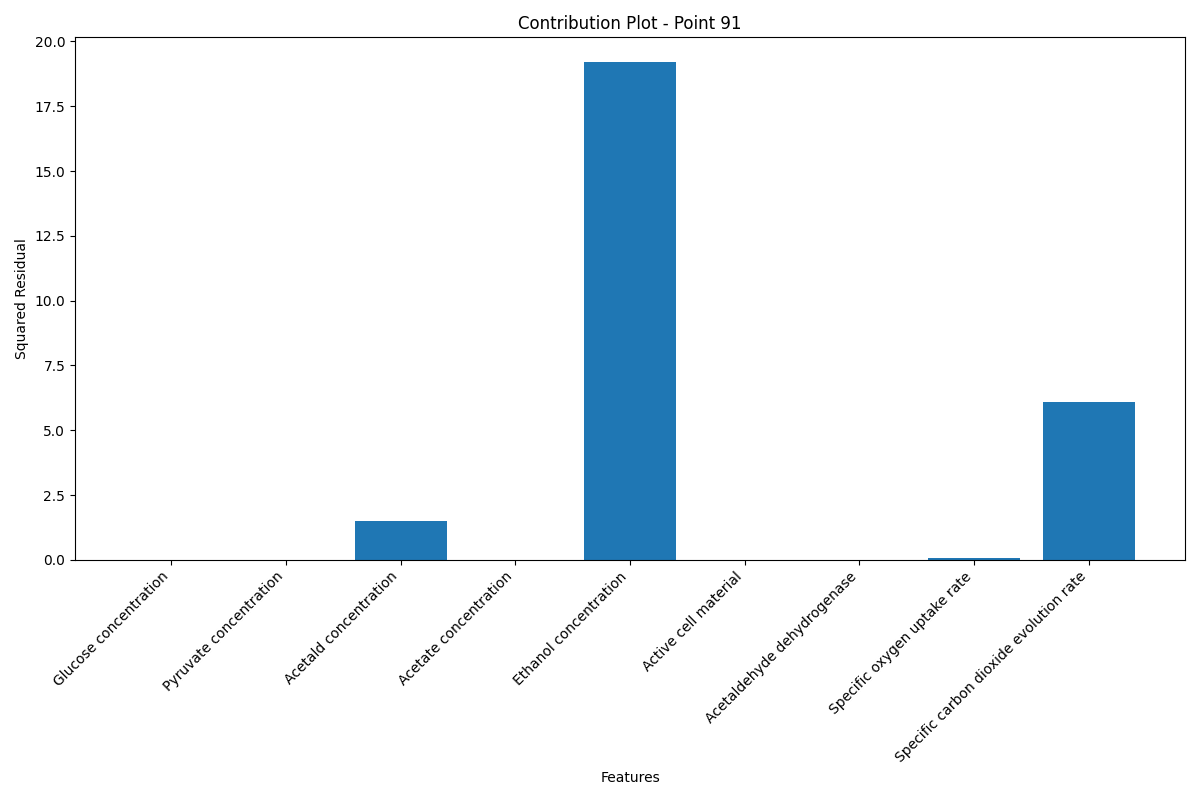 Contribution Plot - Point 91
20.0
17.5
15.0
12.5
10.0
7.5
5.0
2.5
0.0
Squared Residual
Glucose concentration
Pyruvate concentration
Acetald concentration
Acetate concentration
Ethanol concentration
Active cell material
Acetaldehyde dehydrogenase
Specific oxygen uptake rate
Specific carbon dioxide evolution rate
Features